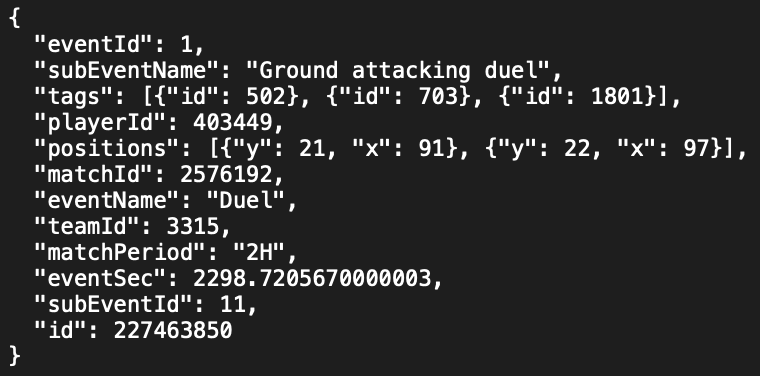 {
  "eventId": 1,
  "subEventName": "Ground attacking duel",
  "tags": [{"id": 502}, {"id": 703}, {"id": 1801}],
  "playerId": 403449,
  "positions": [{"y": 21, "x": 91}, {"y": 22, "x": 97}],
  "matchId": 2576192,
  "eventName": "Duel",
  "teamId": 3315,
  "matchPeriod": "2H",
  "eventSec": 2298.7205670000003,
  "subEventId": 11,
  "id": 227463850
}